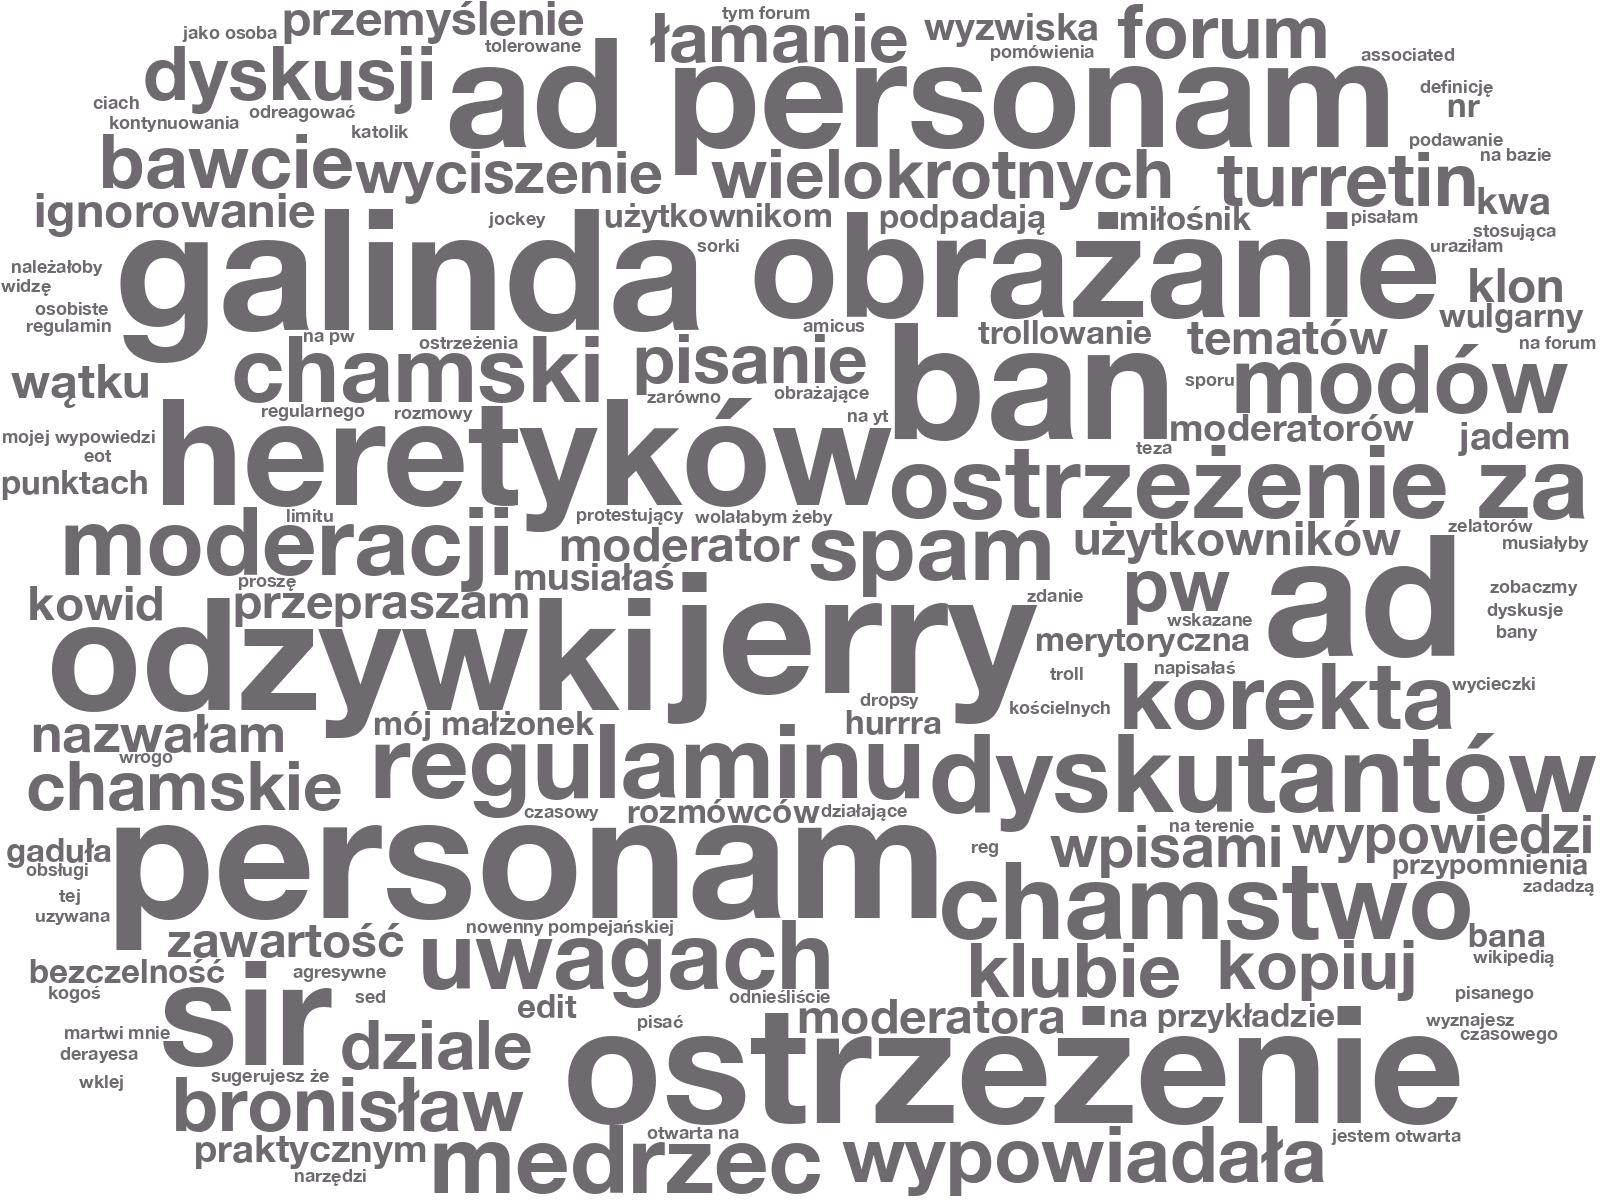 przemyślenie
tym forum
łamanie
wyzwiska
forum
jako osoba
tolerowane
pomówienia
associated
dyskusji
ad personam
definicję
ciach
odreagować
nr
kontynuowania
katolik
podawanie
bawcie
wyciszenie
wielokrotnych
turretin
na bazie
ignorowanie
jockey
użytkownikom
podpadają
miłośnik
pisałam
kwa
stosująca
galinda
sorki
obrażanie
uraziłam
należałoby
widzę
klon
osobiste
wulgarny
regulamin
na pw
ostrzeżenia
amicus
trollowanie
tematów
na forum
chamski
pisanie
ban
wątku
zarówno
obrażające
sporu
modów
regularnego
rozmowy
na yt
mojej wypowiedzi
heretyków
moderatorów
jadem
eot
teza
punktach
ostrzeżenie za
limitu
protestujący
wolałabym żeby
zelatorów
moderacji
moderator
spam
użytkowników
musiałyby
proszę
musiałaś
ad
kowid
przepraszam
jerry
zdanie
pw
zobaczmy
dyskusje
odzywki
wskazane
bany
merytoryczna
troll
napisałaś
wycieczki
dropsy
kościelnych
korekta
nazwałam
mój małżonek
hurrra
wrogo
regulaminu
dyskutantów
chamskie
czasowy
rozmówców
działające
na terenie
gaduła
personam
reg
wpisami
wypowiedzi
obsługi
przypomnienia
tej
zadadzą
uzywana
chamstwo
nowenny pompejańskiej
zawartość
uwagach
bana
wikipedią
bezczelność
agresywne
klubie
kopiuj
kogoś
sir
sed
odnieśliście
pisanego
edit
pisać
moderatora
na przykładzie
wyznajesz
martwi mnie
czasowego
derayesa
dziale
ostrzeżenie
wklej
sugerujesz że
bronisław
otwarta na
jestem otwarta
praktycznym
medrzec
wypowiadała
narzędzi